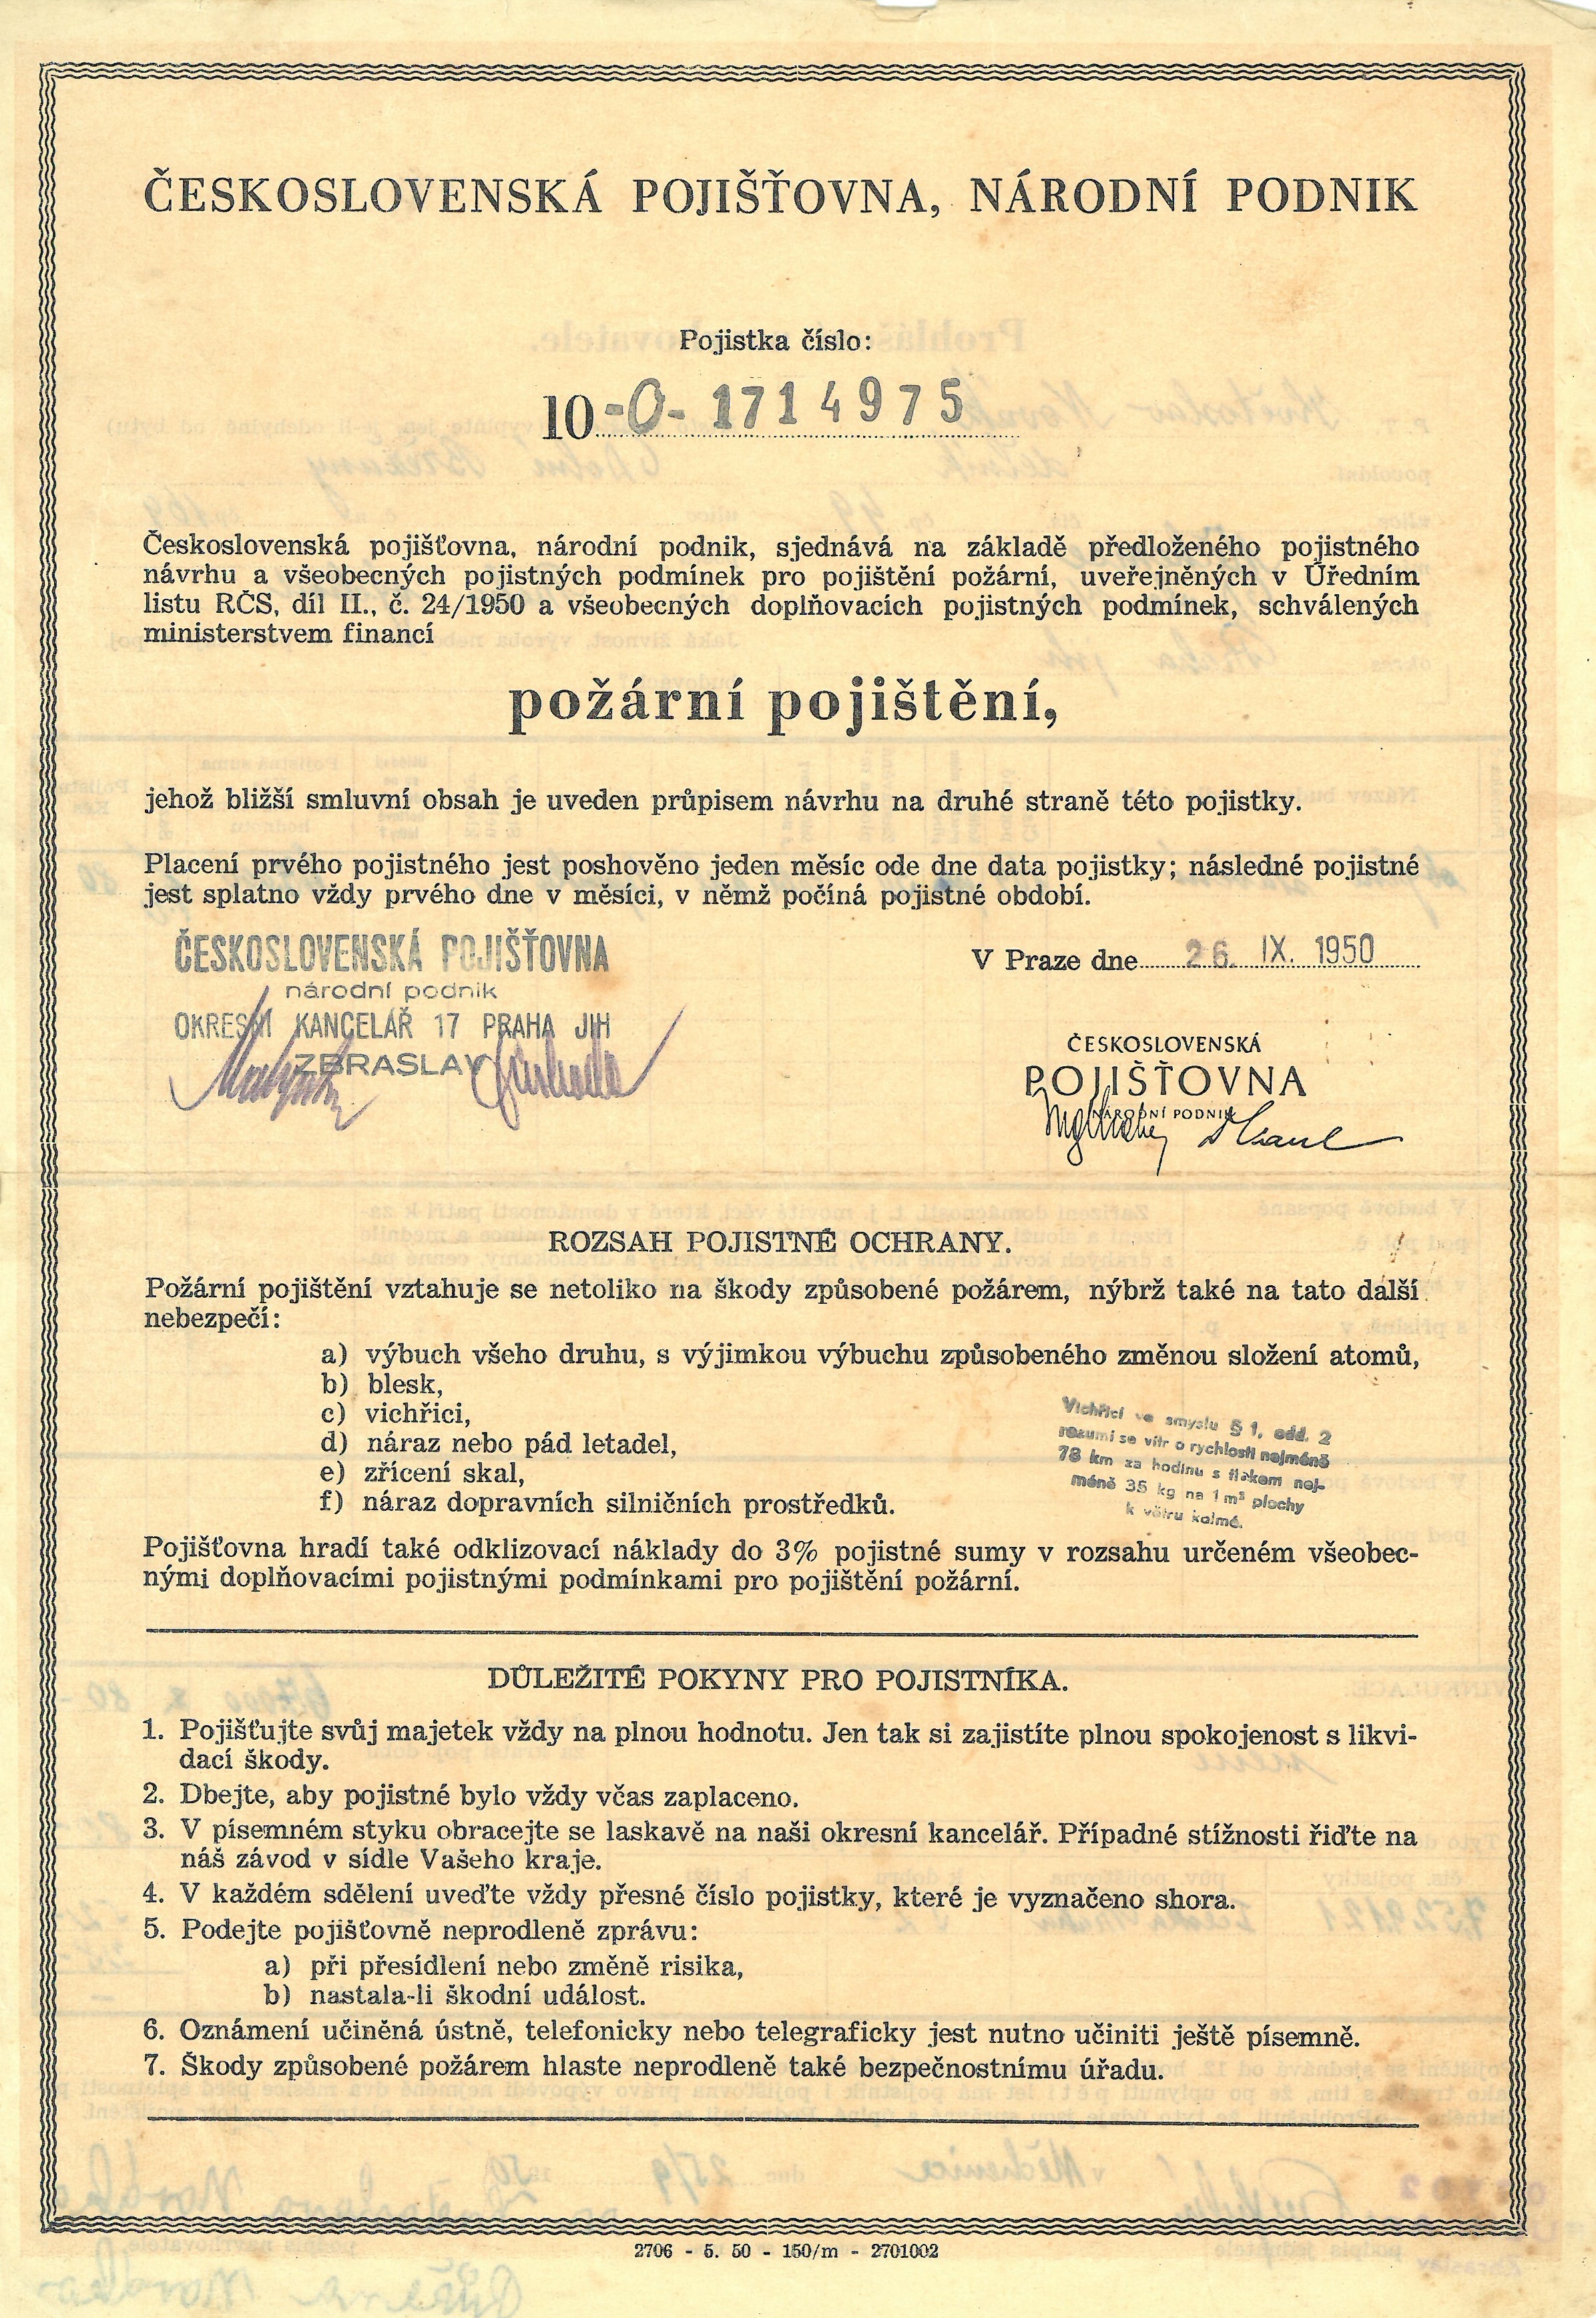 ČESKOSLOVENSKÁ POJIŠŤOVNA, NÁRODNÍ PODNIK
Pojistka číslo:
10 -0- 1714975
Československá pojišťovna, národní podnik, sjednává na základě předloženého pojistného
návrhu a všeobecných pojistných podmínek pro pojištění požární, uveřejněných v Úředním
listu RČS, díl II., č. 24/1950 a všeobecných doplňovacích pojistných podmínek, schválených
ministerstvem financí
požární pojištění,
jehož bližší smluvní obsah je uveden průpisem návrhu na druhé straně této pojistky.
Placení prvého pojistného jest poshověno jeden měsíc ode dne data pojistky; následné pojistné
jest splatno vždy prvého dne v měsíci, v němž počíná pojistné období.
ČESKOSLOVENSKÁ POJIŠŤOVNA
národní podnik
OKRESNÍ KANCELÁŘ 17 PRAHA JIH
ZBRASLAV
V Praze dne 26. IX. 1950
ČESKOSLOVENSKÁ
POJIŠŤOVNA
NÁRODNÍ PODNIK
ROZSAH POJISTNÉ OCHRANY.
Požární pojištění vztahuje se netoliko na škody způsobené požárem, nýbrž také na tato další
nebezpečí:
a) výbuch všeho druhu, s výjimkou výbuchu způsobeného změnou složení atomů,
b) blesk,
c) vichřici,
d) náraz nebo pád letadel,
e) zřícení skal,
f) náraz dopravních silničních prostředků.
Vichřicí ve smyslu § 1, odd. 2
rozumí se vítr o rychlosti nejméně
78 km za hodinu s tlakem nej-
méně 35 kg na 1 m² plochy
k větru kolmé.
Pojišťovna hradí také odklizovací náklady do 3% pojistné sumy v rozsahu určeném všeobec-
nými doplňovacími pojistnými podmínkami pro pojištění požární.
DŮLEŽITÉ POKYNY PRO POJISTNÍKA.
1. Pojišťujte svůj majetek vždy na plnou hodnotu. Jen tak si zajistíte plnou spokojenost s likvi-
dací škody.
2. Dbejte, aby pojistné bylo vždy včas zaplaceno.
3. V písemném styku obracejte se laskavě na naši okresní kancelář. Případné stížnosti řiďte na
náš závod v sídle Vašeho kraje.
4. V každém sdělení uveďte vždy přesné číslo pojistky, které je vyznačeno shora.
5. Podejte pojišťovně neprodleně zprávu:
a) při přesídlení nebo změně risika,
b) nastala-li škodní událost.
6. Oznámení učiněná ústně, telefonicky nebo telegraficky jest nutno učiniti ještě písemně.
7. Škody způsobené požárem hlaste neprodleně také bezpečnostnímu úřadu.
2706 - 5. 50 - 150/m - 2701002